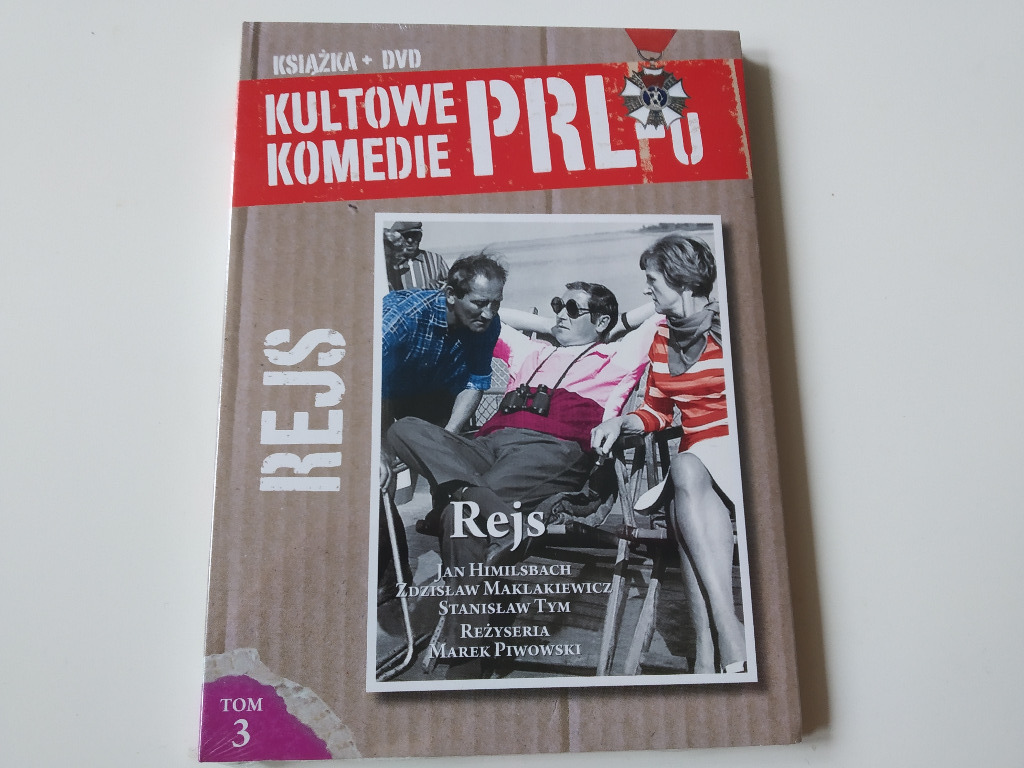 KSIĄŻKA + DVD
KULTOWE PRL-U
KOMEDIE
REJS
Rejs
JAN HIMILSBACH
ZDZISŁAW MAKLAKIEWICZ
STANISŁAW TYM
REŻYSERIA
MAREK PIWOWSKI
TOM
3